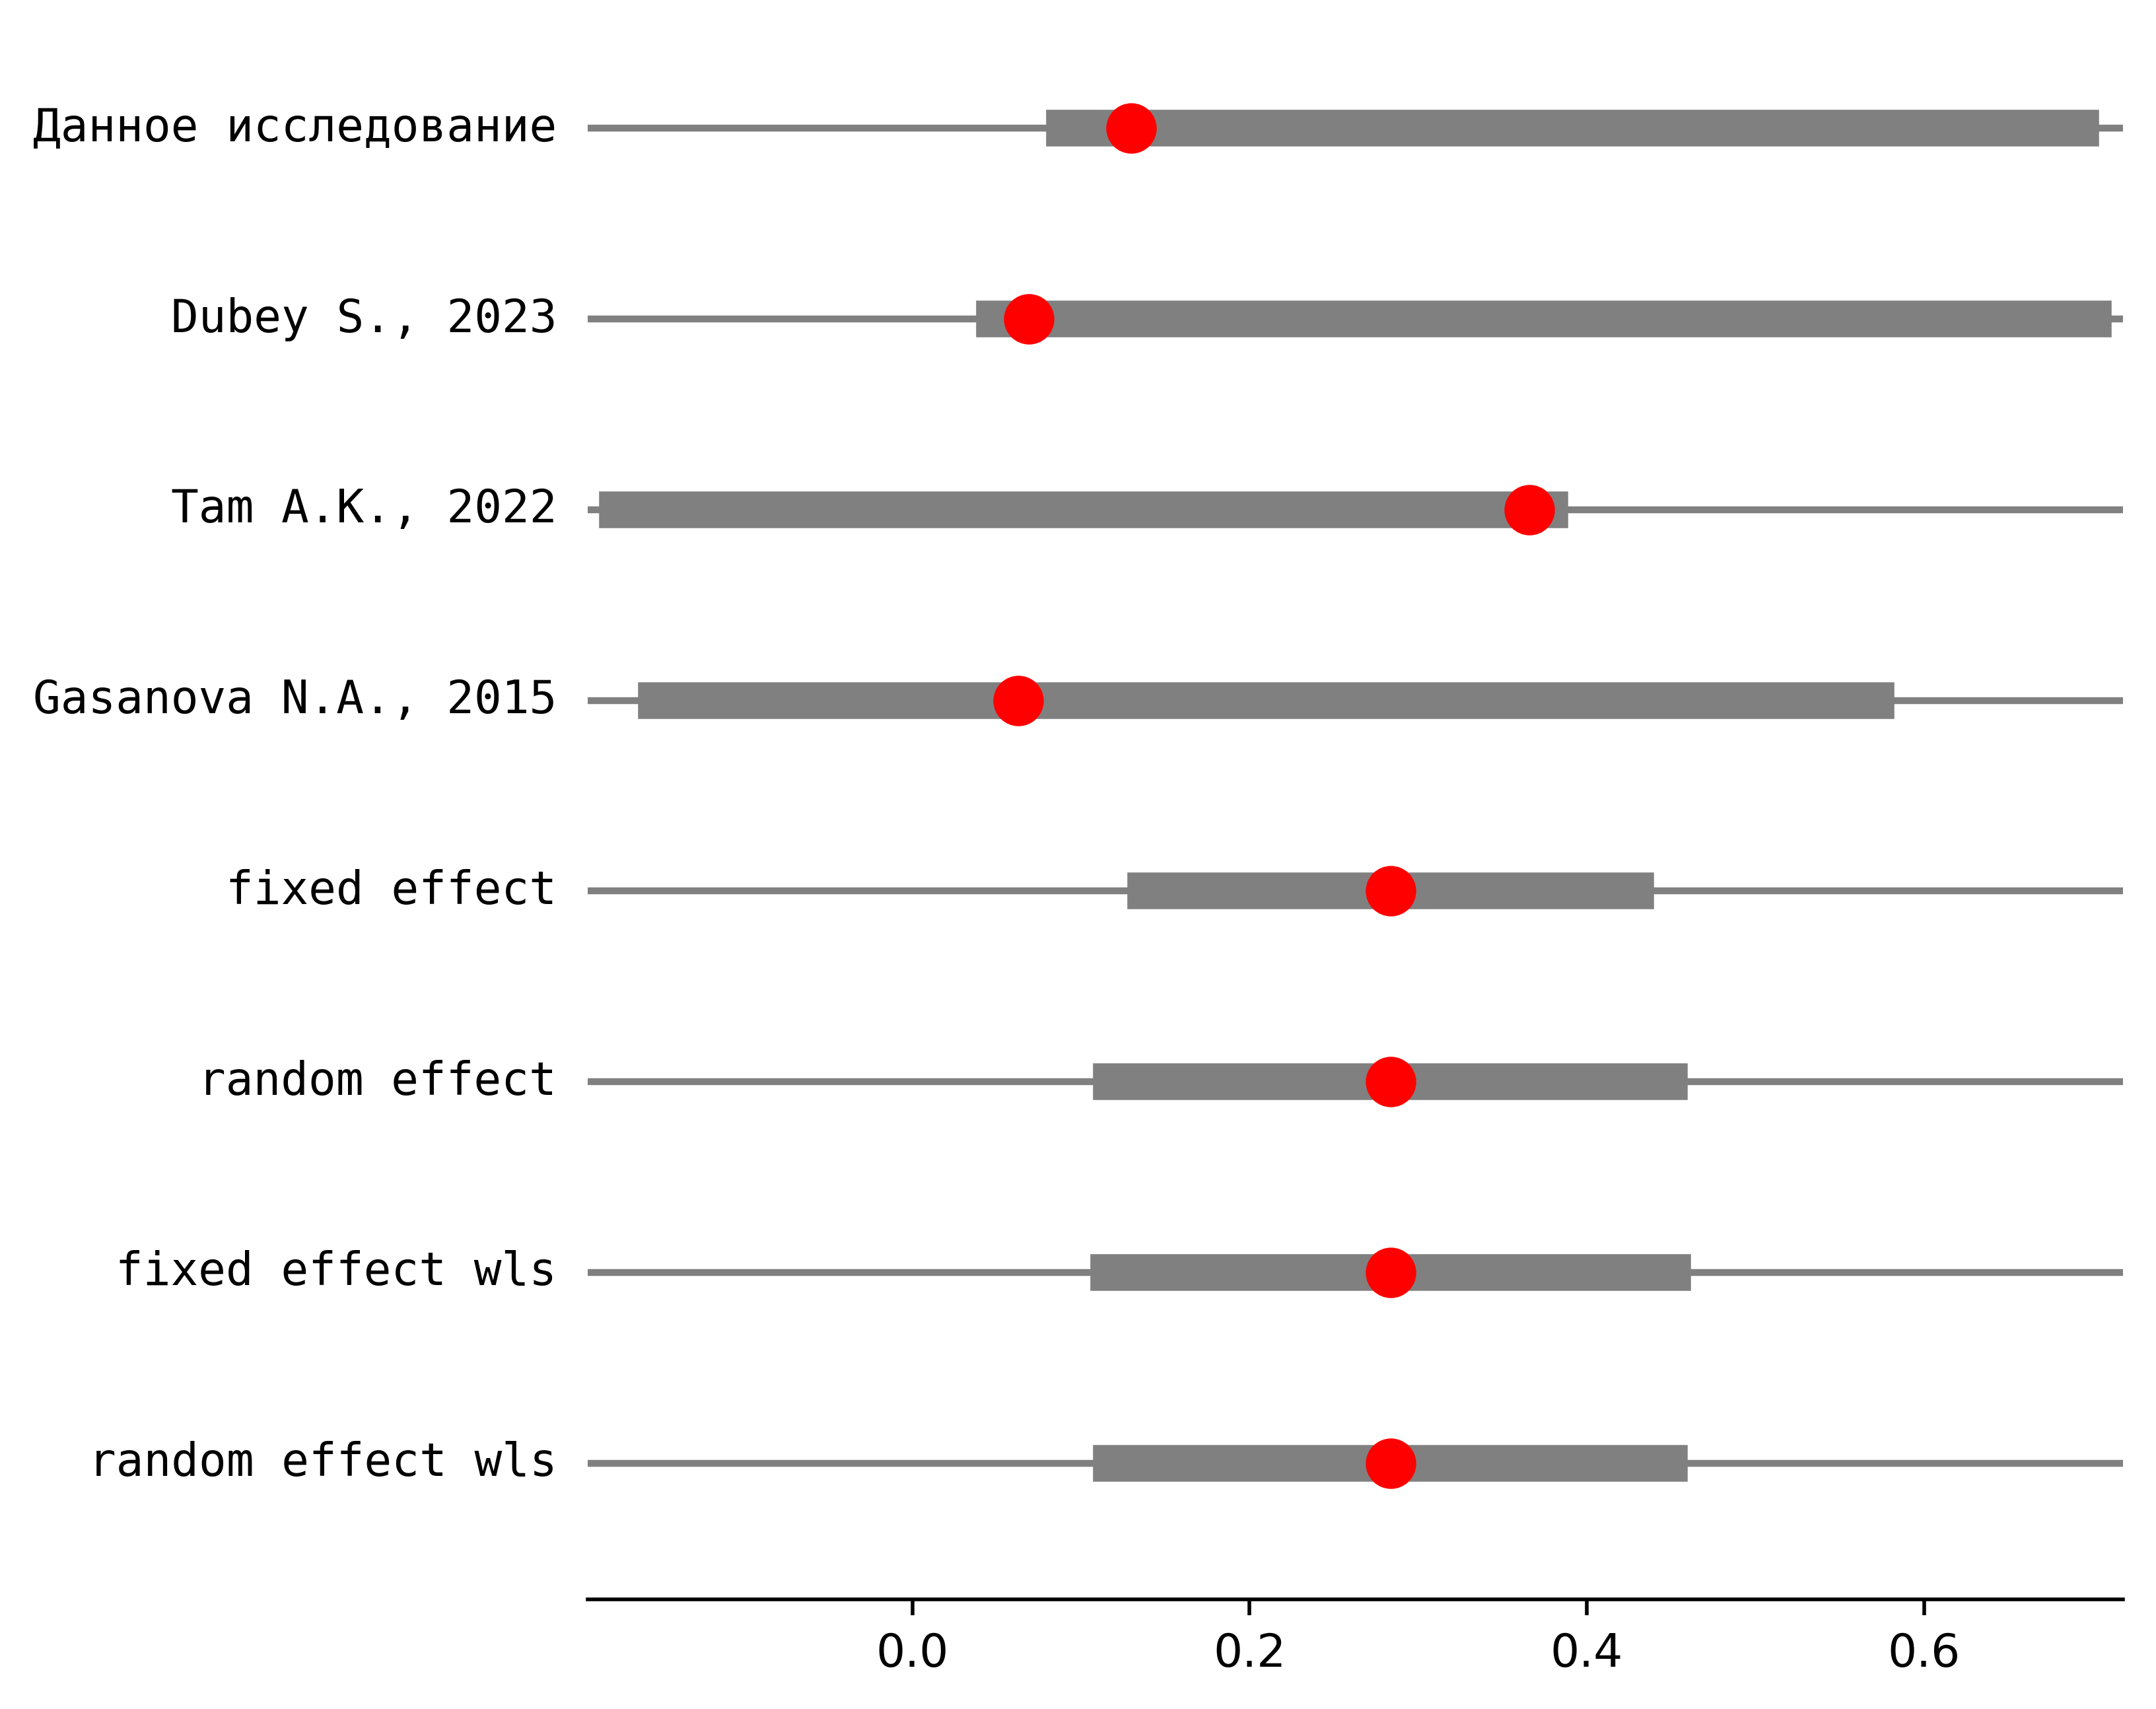 Данное исследование
Dubey S., 2023
Tam A.K., 2022
Gasanova N.A., 2015
fixed effect
random effect
fixed effect wls
random effect wls
0.0 0.2 0.4 0.6